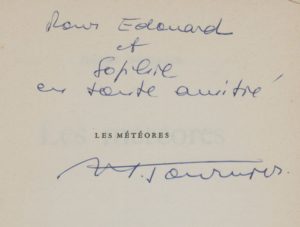 Pour Edouard
et
Sophie
en toute amitié
LES MÉTÉORES
M. Tournier